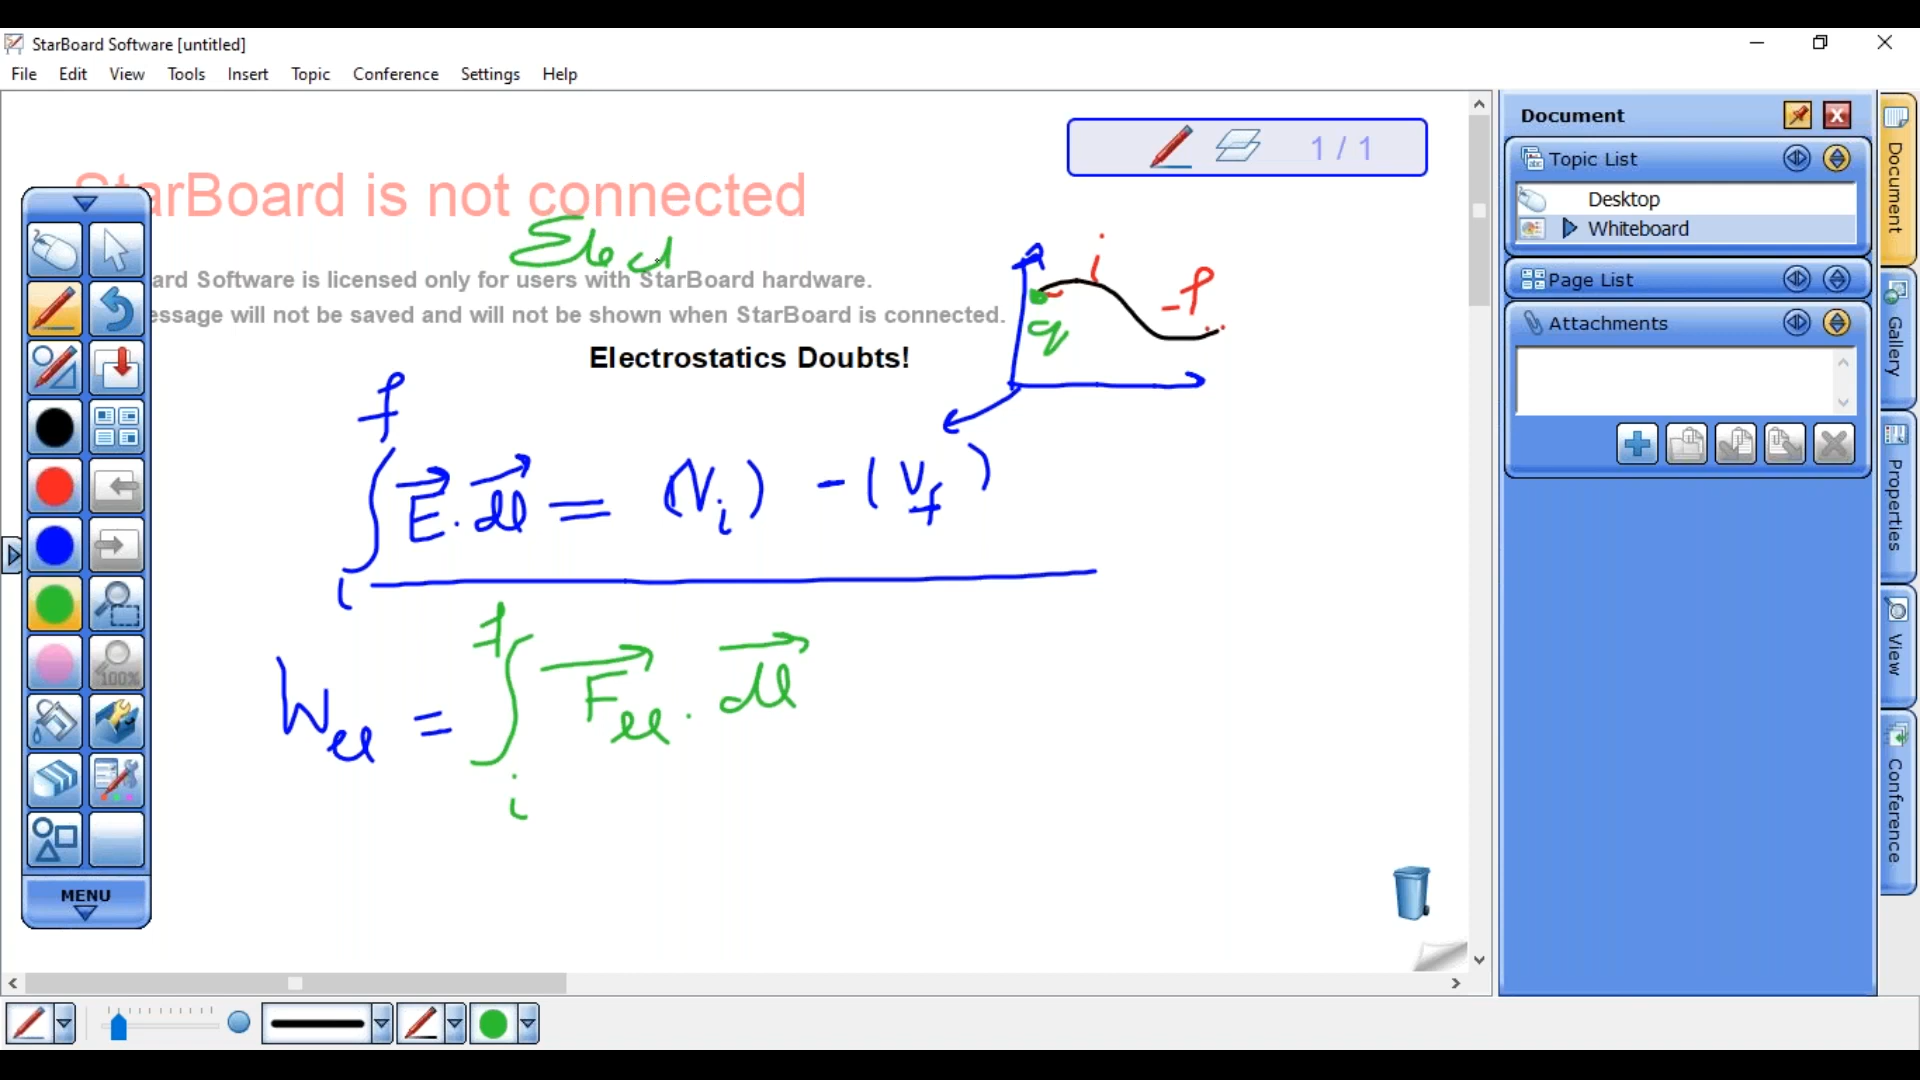 StarBoard Software [untitled]
File Edit View Tools Insert Topic Conference Settings Help
StarBoard is not connected
Elect
ard Software is licensed only for users with StarBoard hardware.
essage will not be saved and will not be shown when StarBoard is connected.
Electrostatics Doubts!
1 / 1
i
f
q
f
∫ E⃗ . dl⃗ = (Vi) - (Vf)
i
f
Wel = ∫ F⃗el . dl⃗
i
MENU
100%
Document
Topic List
Desktop
Whiteboard
Page List
Attachments
Document
Gallery
Properties
View
Conference